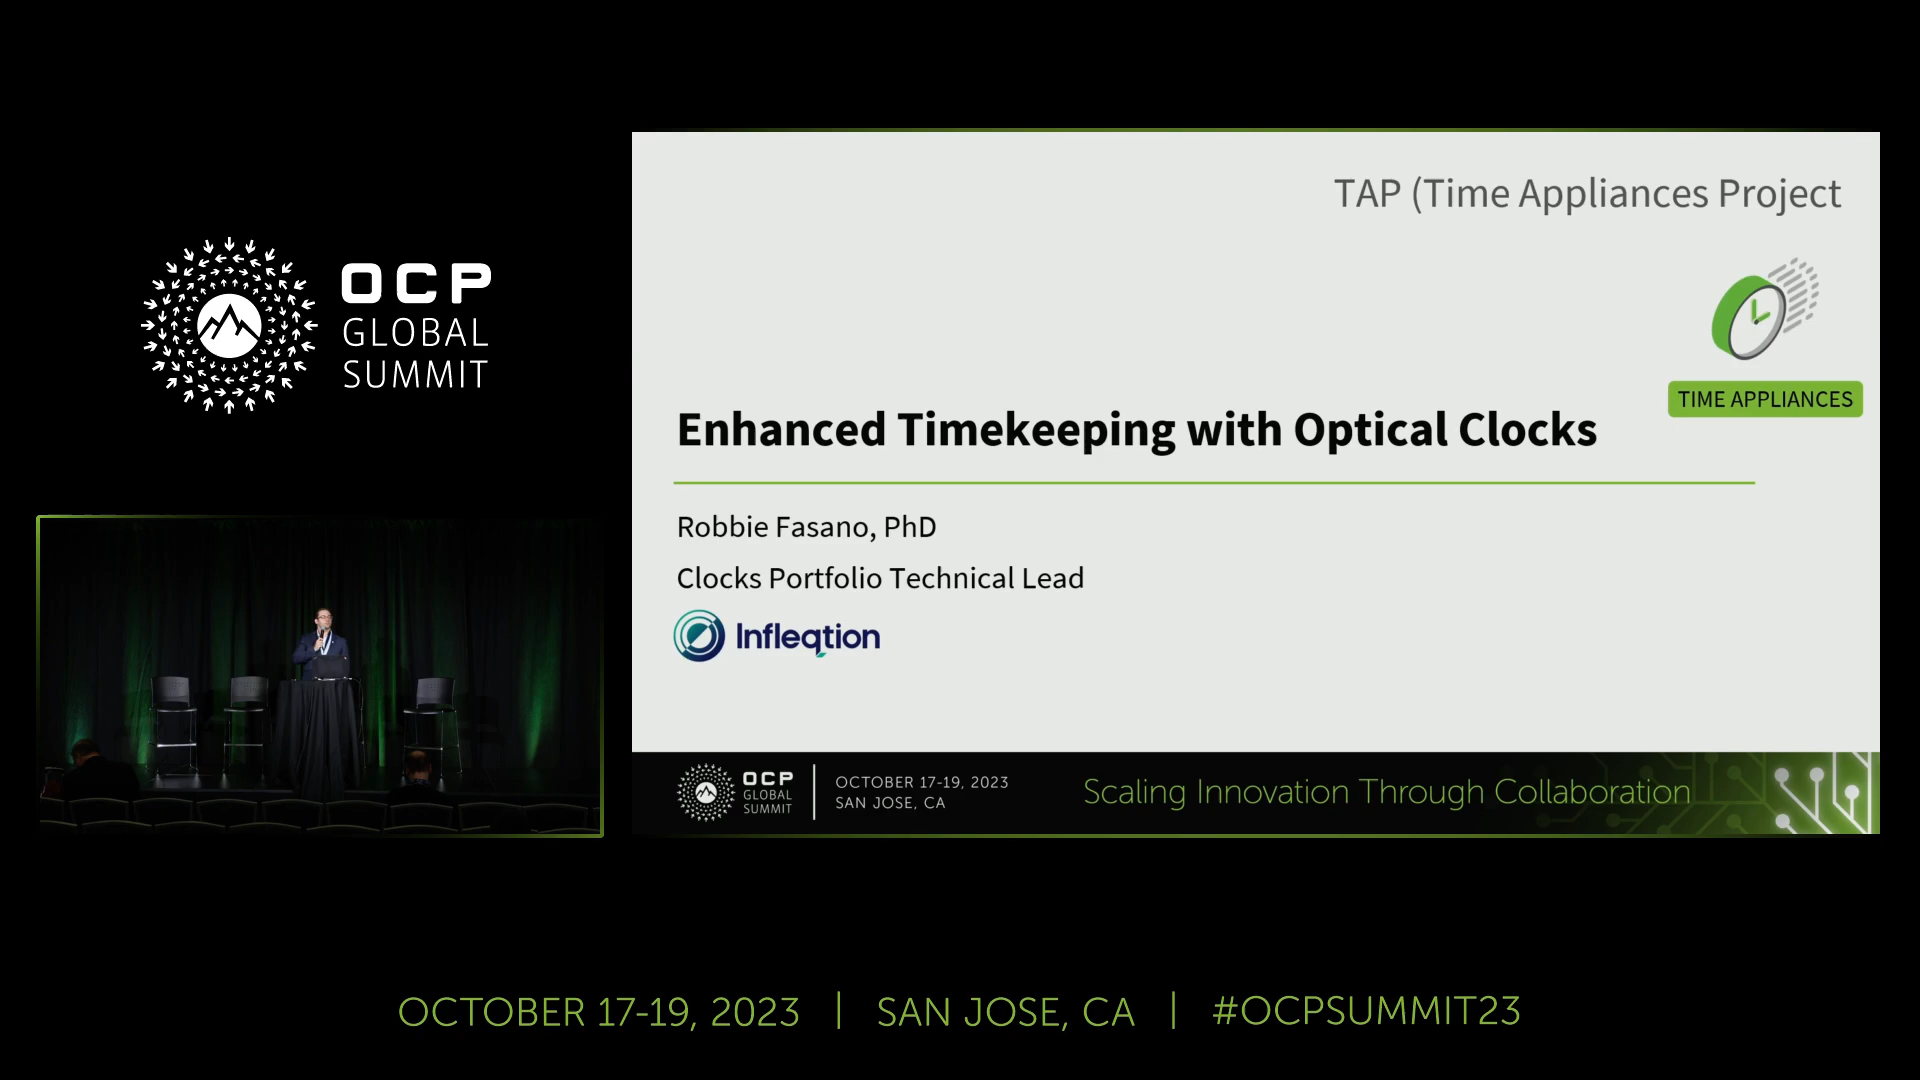 OCP
GLOBAL
SUMMIT
TAP (Time Appliances Project
TIME APPLIANCES
Enhanced Timekeeping with Optical Clocks
Robbie Fasano, PhD
Clocks Portfolio Technical Lead
Infleqtion
OCP
GLOBAL
SUMMIT
OCTOBER 17-19, 2023
SAN JOSE, CA
Scaling Innovation Through Collaboration
OCTOBER 17-19, 2023 | SAN JOSE, CA | #OCPSUMMIT23